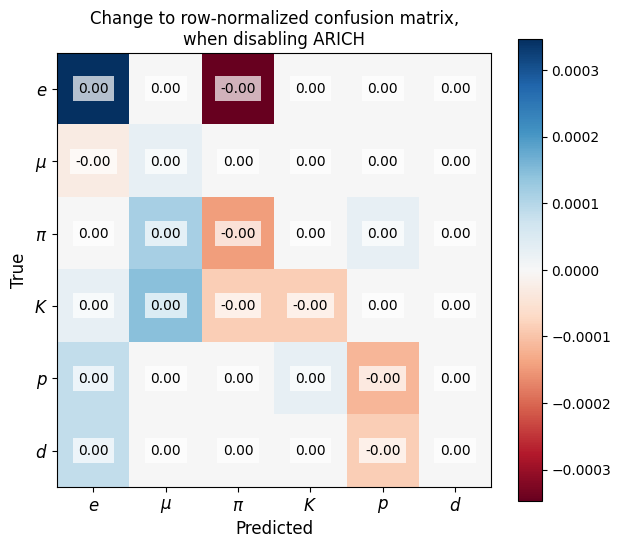 Change to row-normalized confusion matrix,
when disabling ARICH
e 0.00 0.00 -0.00 0.00 0.00 0.00
μ -0.00 0.00 0.00 0.00 0.00 0.00
π 0.00 0.00 -0.00 0.00 0.00 0.00
K 0.00 0.00 -0.00 -0.00 0.00 0.00
p 0.00 0.00 0.00 0.00 -0.00 0.00
d 0.00 0.00 0.00 0.00 -0.00 0.00
e μ π K p d
Predicted
True
0.0003
0.0002
0.0001
0.0000
−0.0001
−0.0002
−0.0003